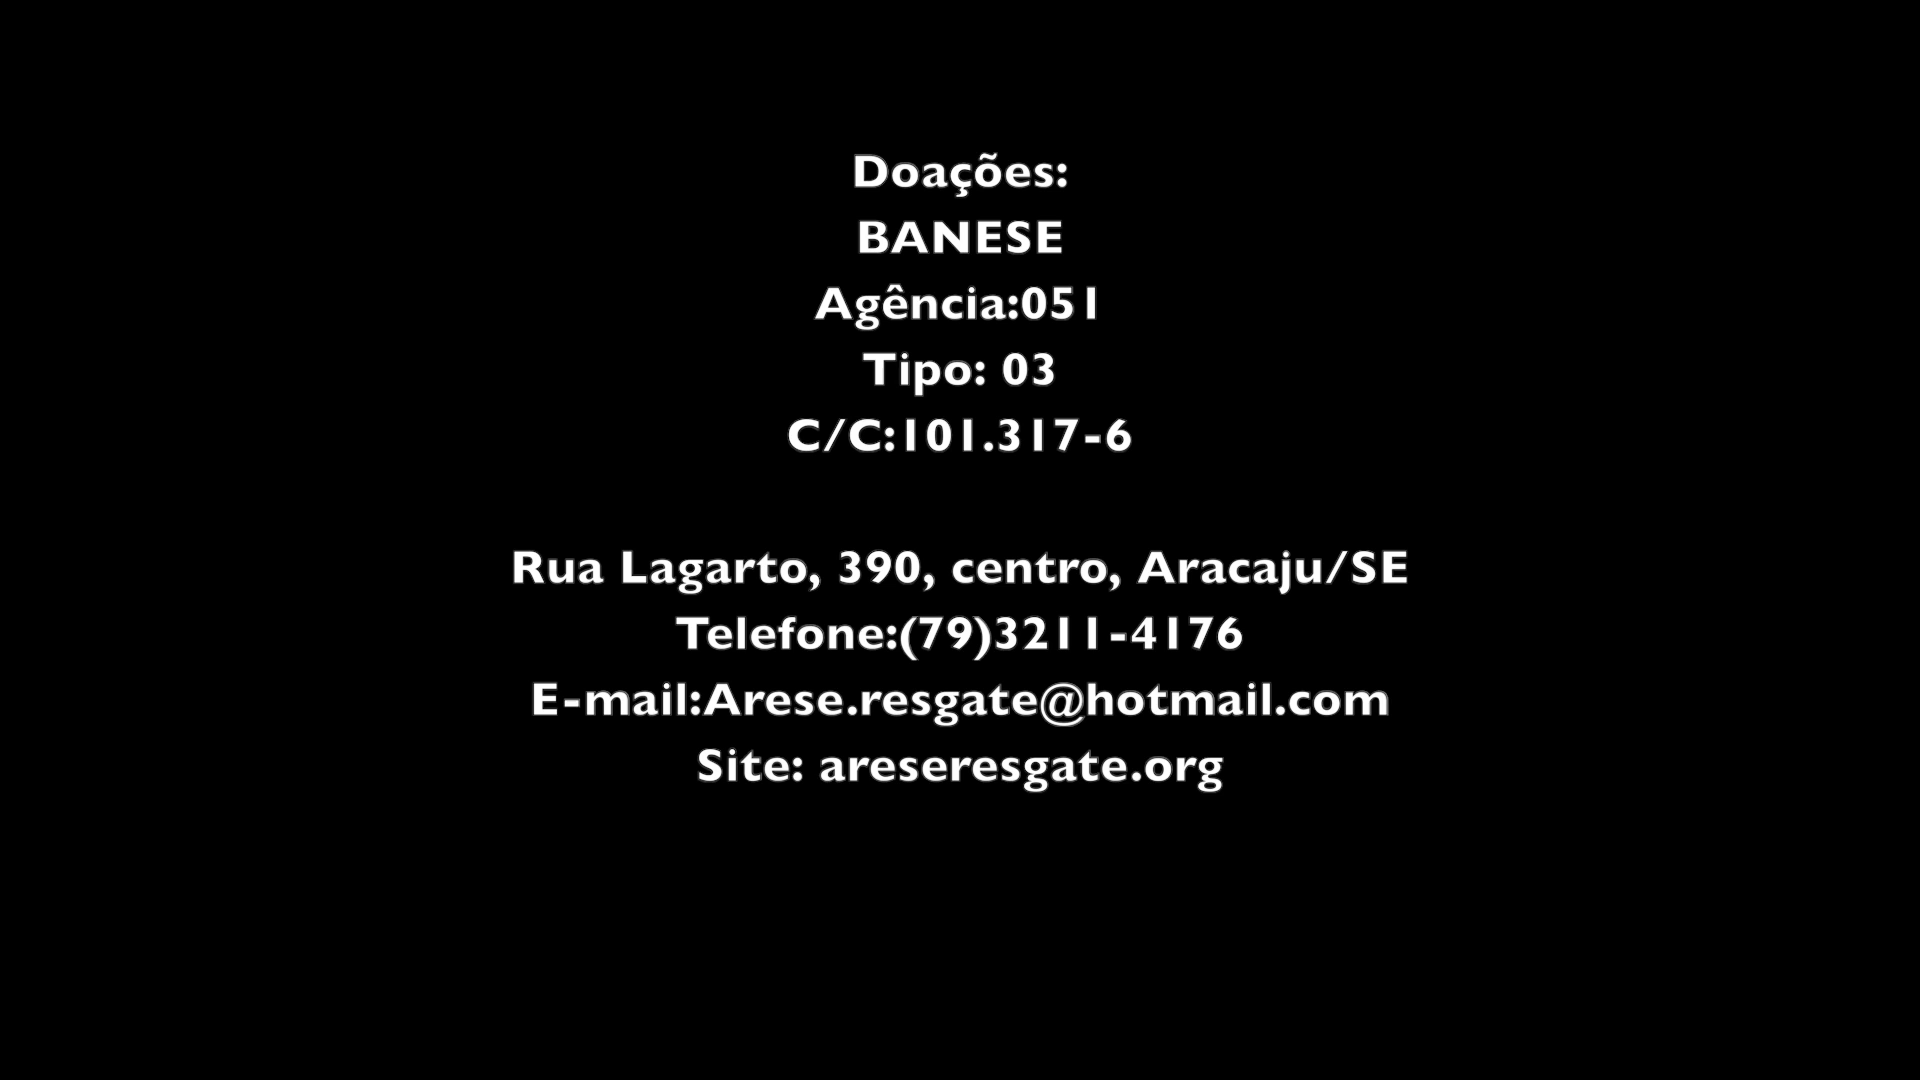 Doações:
BANESE
Agência:051
Tipo: 03
C/C:101.317-6
Rua Lagarto, 390, centro, Aracaju/SE
Telefone:(79)3211-4176
E-mail:Arese.resgate@hotmail.com
Site: areseresgate.org